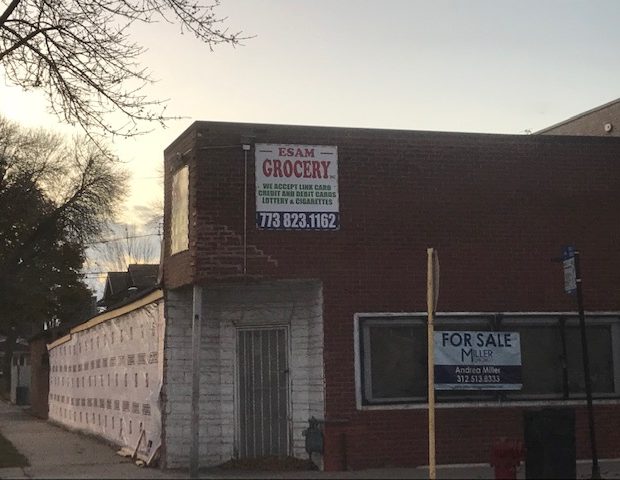 ESAM
GROCERY
WE ACCEPT LINK CARD
CREDIT AND DEBIT CARDS
LOTTERY & CIGARETTES
773 823.1162
FOR SALE
MILLER
Andrea Miller
312.513.8333